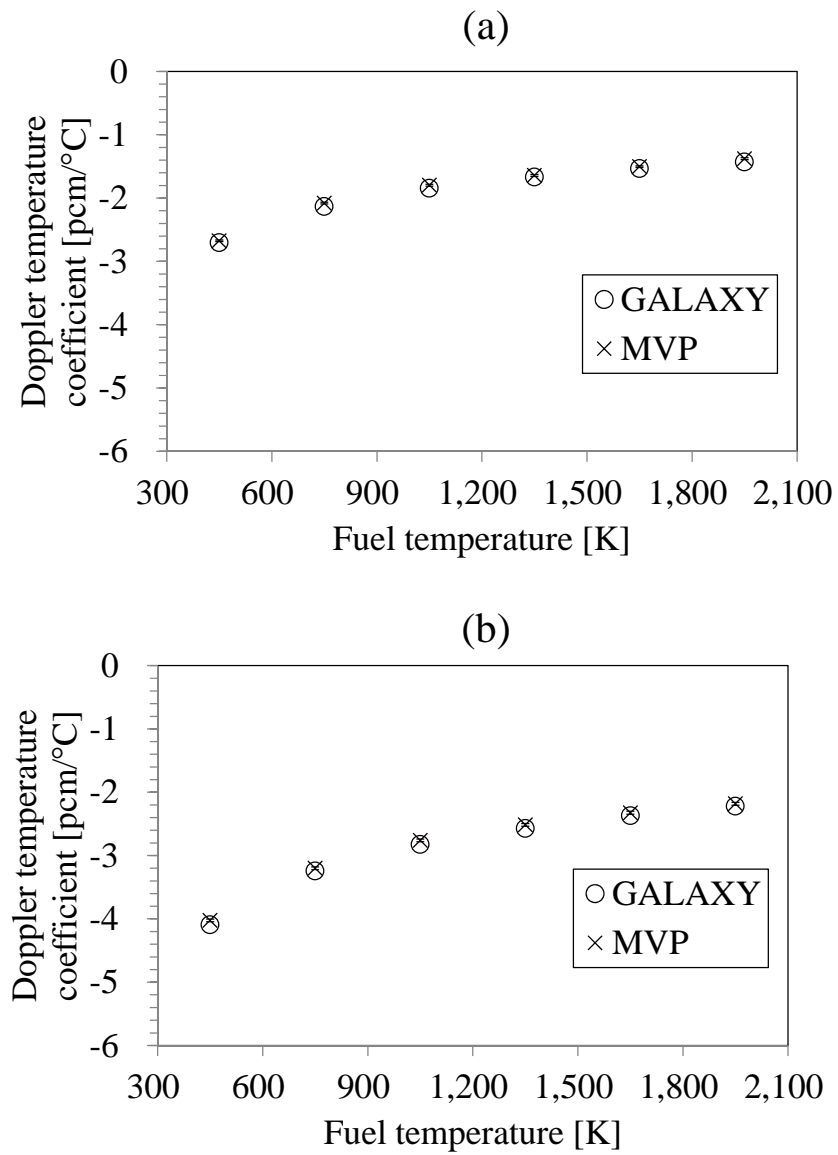 (a)
0
-1
-2
-3
-4
-5
-6
Doppler temperature
coefficient [pcm/°C]
GALAXY
MVP
300 600 900 1,200 1,500 1,800 2,100
Fuel temperature [K]
(b)
0
-1
-2
-3
-4
-5
-6
Doppler temperature
coefficient [pcm/°C]
GALAXY
MVP
300 600 900 1,200 1,500 1,800 2,100
Fuel temperature [K]